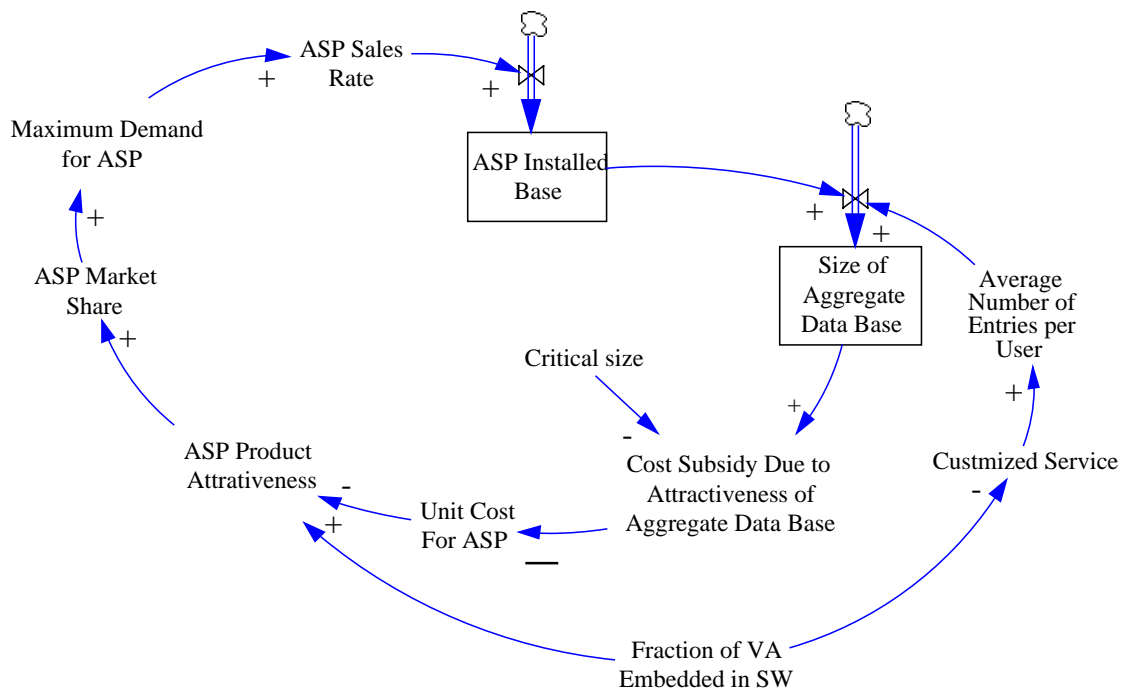 ASP Sales
Rate
+
+
Maximum Demand
for ASP
+
ASP Installed
Base
+
+
Size of
Aggregate
Data Base
Average
Number of
Entries per
User
ASP Market
Share
+
Critical size
+
+
-
ASP Product
Attrativeness
-
+
Cost Subsidy Due to
Attractiveness of
Aggregate Data Base
Custmized Service
-
Unit Cost
For ASP
—
Fraction of VA
Embedded in SW